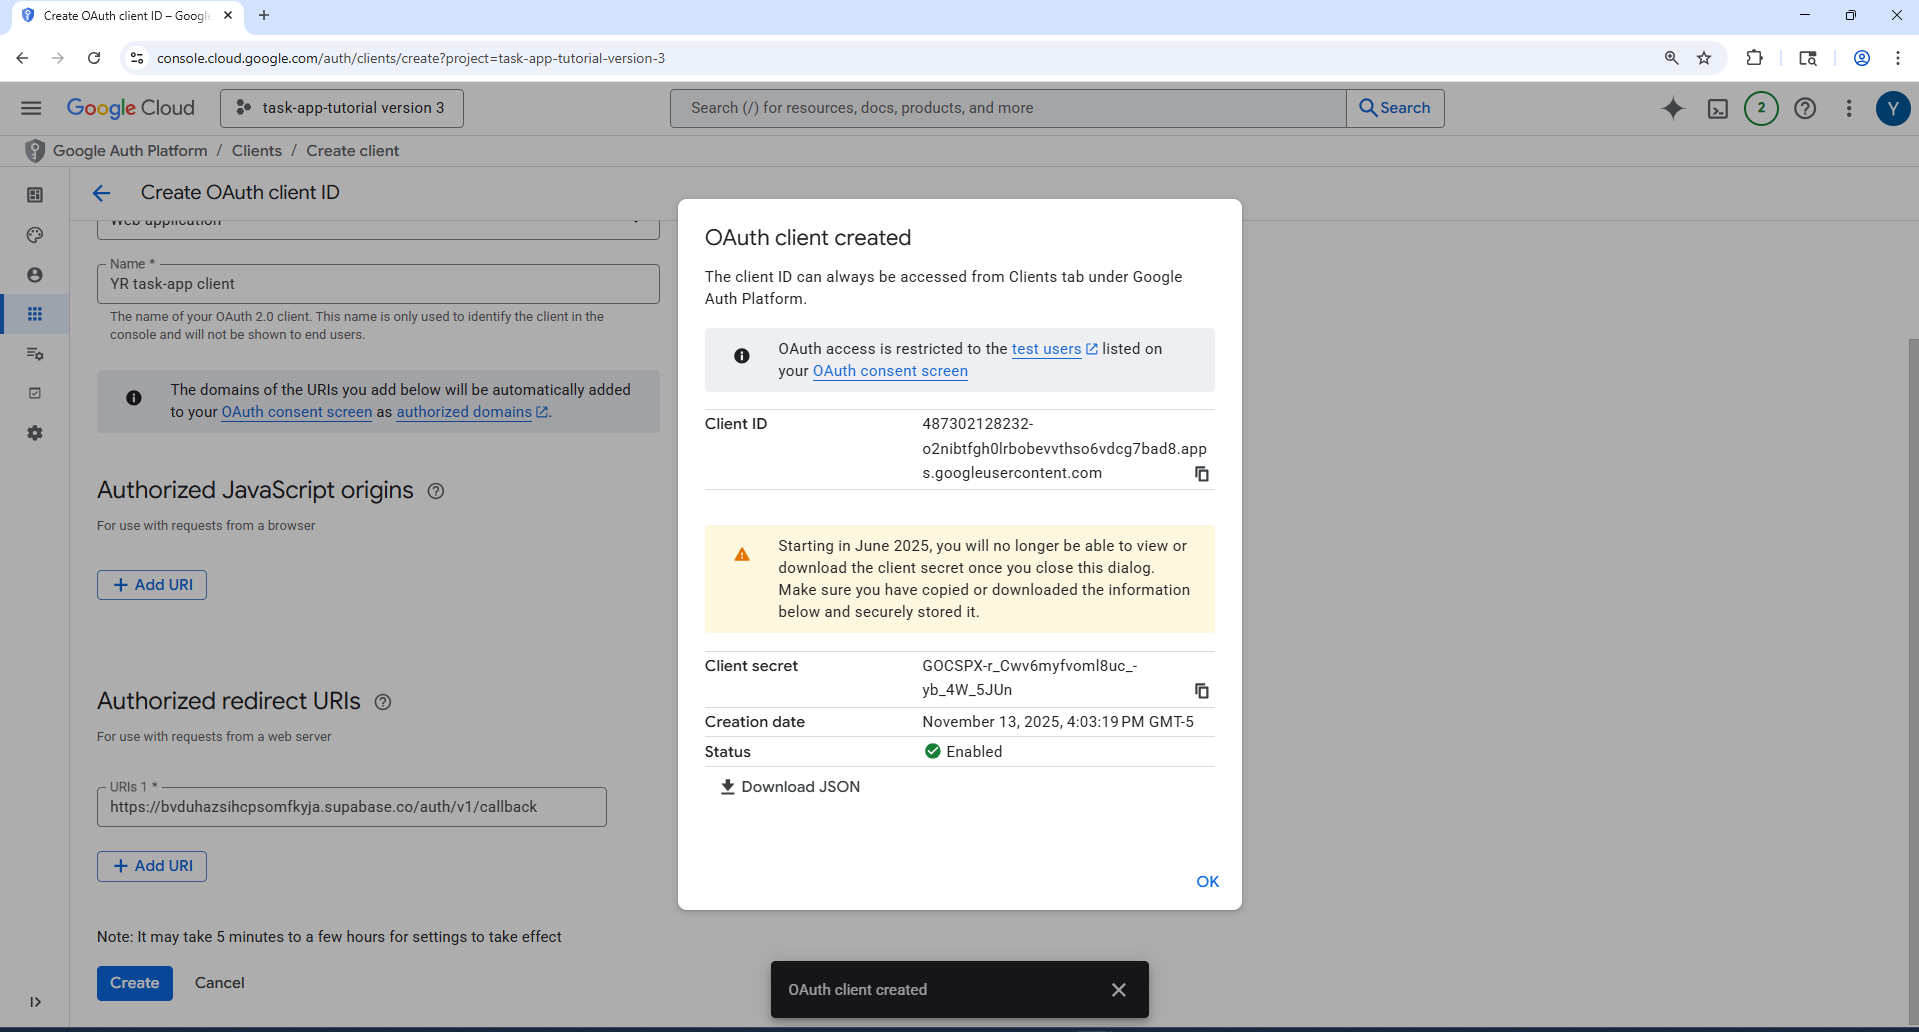 Create OAuth client ID – Google
console.cloud.google.com/auth/clients/create?project=task-app-tutorial-version-3
Google Cloud
task-app-tutorial version 3
Search (/) for resources, docs, products, and more
Search
2
Y
Google Auth Platform / Clients / Create client
Create OAuth client ID
Web application
Name *
YR task-app client
The name of your OAuth 2.0 client. This name is only used to identify the client in the
console and will not be shown to end users.
The domains of the URIs you add below will be automatically added
to your OAuth consent screen as authorized domains.
Authorized JavaScript origins
For use with requests from a browser
+ Add URI
Authorized redirect URIs
For use with requests from a web server
URIs 1 *
https://bvduhazsihcpsomfkyja.supabase.co/auth/v1/callback
+ Add URI
Note: It may take 5 minutes to a few hours for settings to take effect
Create
Cancel
OAuth client created
The client ID can always be accessed from Clients tab under Google
Auth Platform.
OAuth access is restricted to the test users listed on
your OAuth consent screen
Client ID
487302128232-
o2nibtfgh0lrbobevvthso6vdcg7bad8.app
s.googleusercontent.com
Starting in June 2025, you will no longer be able to view or
download the client secret once you close this dialog.
Make sure you have copied or downloaded the information
below and securely stored it.
Client secret
GOCSPX-r_Cwv6myfvoml8uc_-
yb_4W_5JUn
Creation date
November 13, 2025, 4:03:19 PM GMT-5
Status
Enabled
Download JSON
OK
OAuth client created